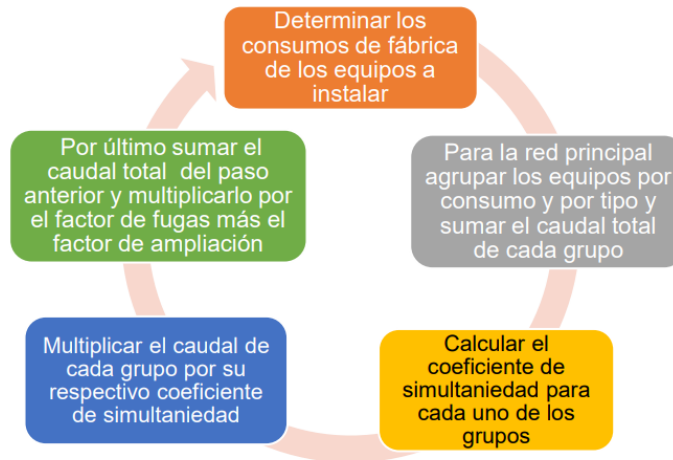 Determinar los
consumos de fábrica
de los equipos a
instalar
Para la red principal
agrupar los equipos por
consumo y por tipo y
sumar el caudal total
de cada grupo
Calcular el
coeficiente de
simultaniedad para
cada uno de los
grupos
Multiplicar el caudal de
cada grupo por su
respectivo coeficiente
de simultaniedad
Por último sumar el
caudal total del paso
anterior y multiplicarlo por
el factor de fugas más el
factor de ampliación